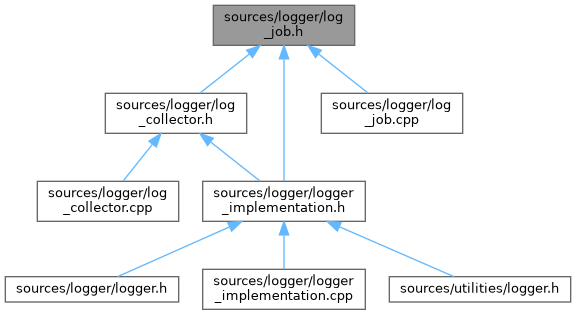 sources/logger/log
_job.h
sources/logger/log
_collector.h
sources/logger/log
_job.cpp
sources/logger/log
_collector.cpp
sources/logger/logger
_implementation.h
sources/logger/logger.h
sources/logger/logger
_implementation.cpp
sources/utilities/logger.h